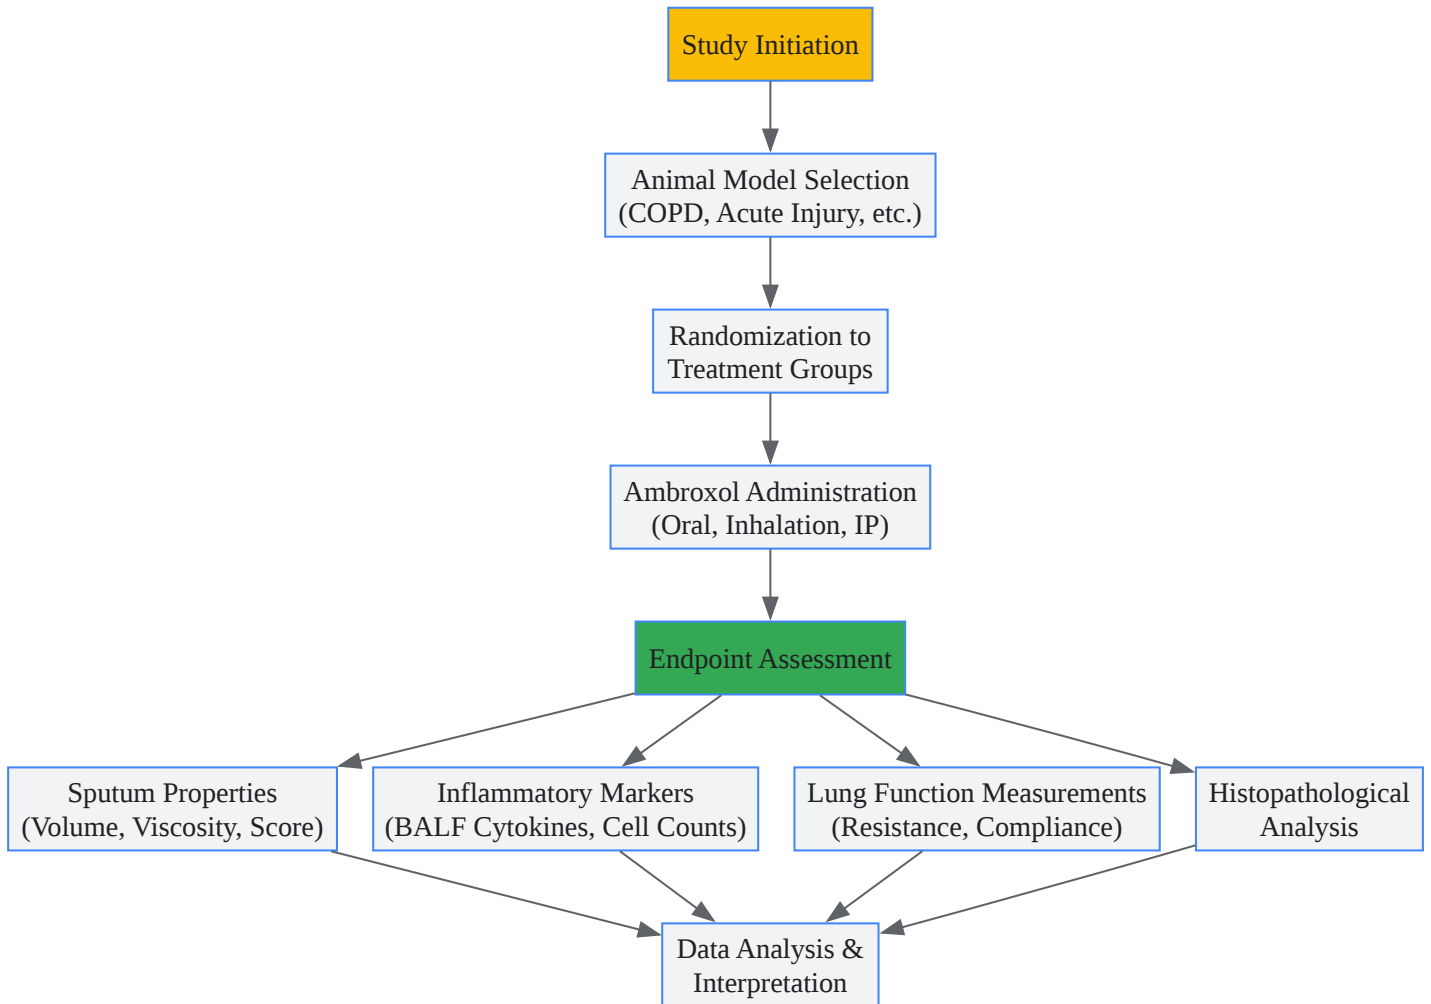 Study Initiation
Animal Model Selection
(COPD, Acute Injury, etc.)
Randomization to
Treatment Groups
Ambroxol Administration
(Oral, Inhalation, IP)
Endpoint Assessment
Sputum Properties
(Volume, Viscosity, Score)
Inflammatory Markers
(BALF Cytokines, Cell Counts)
Lung Function Measurements
(Resistance, Compliance)
Histopathological
Analysis
Data Analysis &
Interpretation